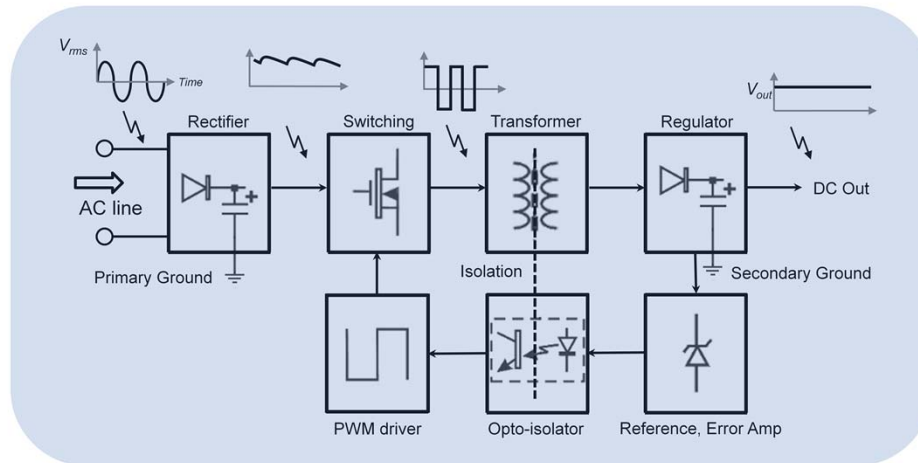 Vrms
Time
Vout
Rectifier
Switching
Transformer
Regulator
AC line
DC Out
Primary Ground
Isolation
Secondary Ground
PWM driver
Opto-isolator
Reference, Error Amp